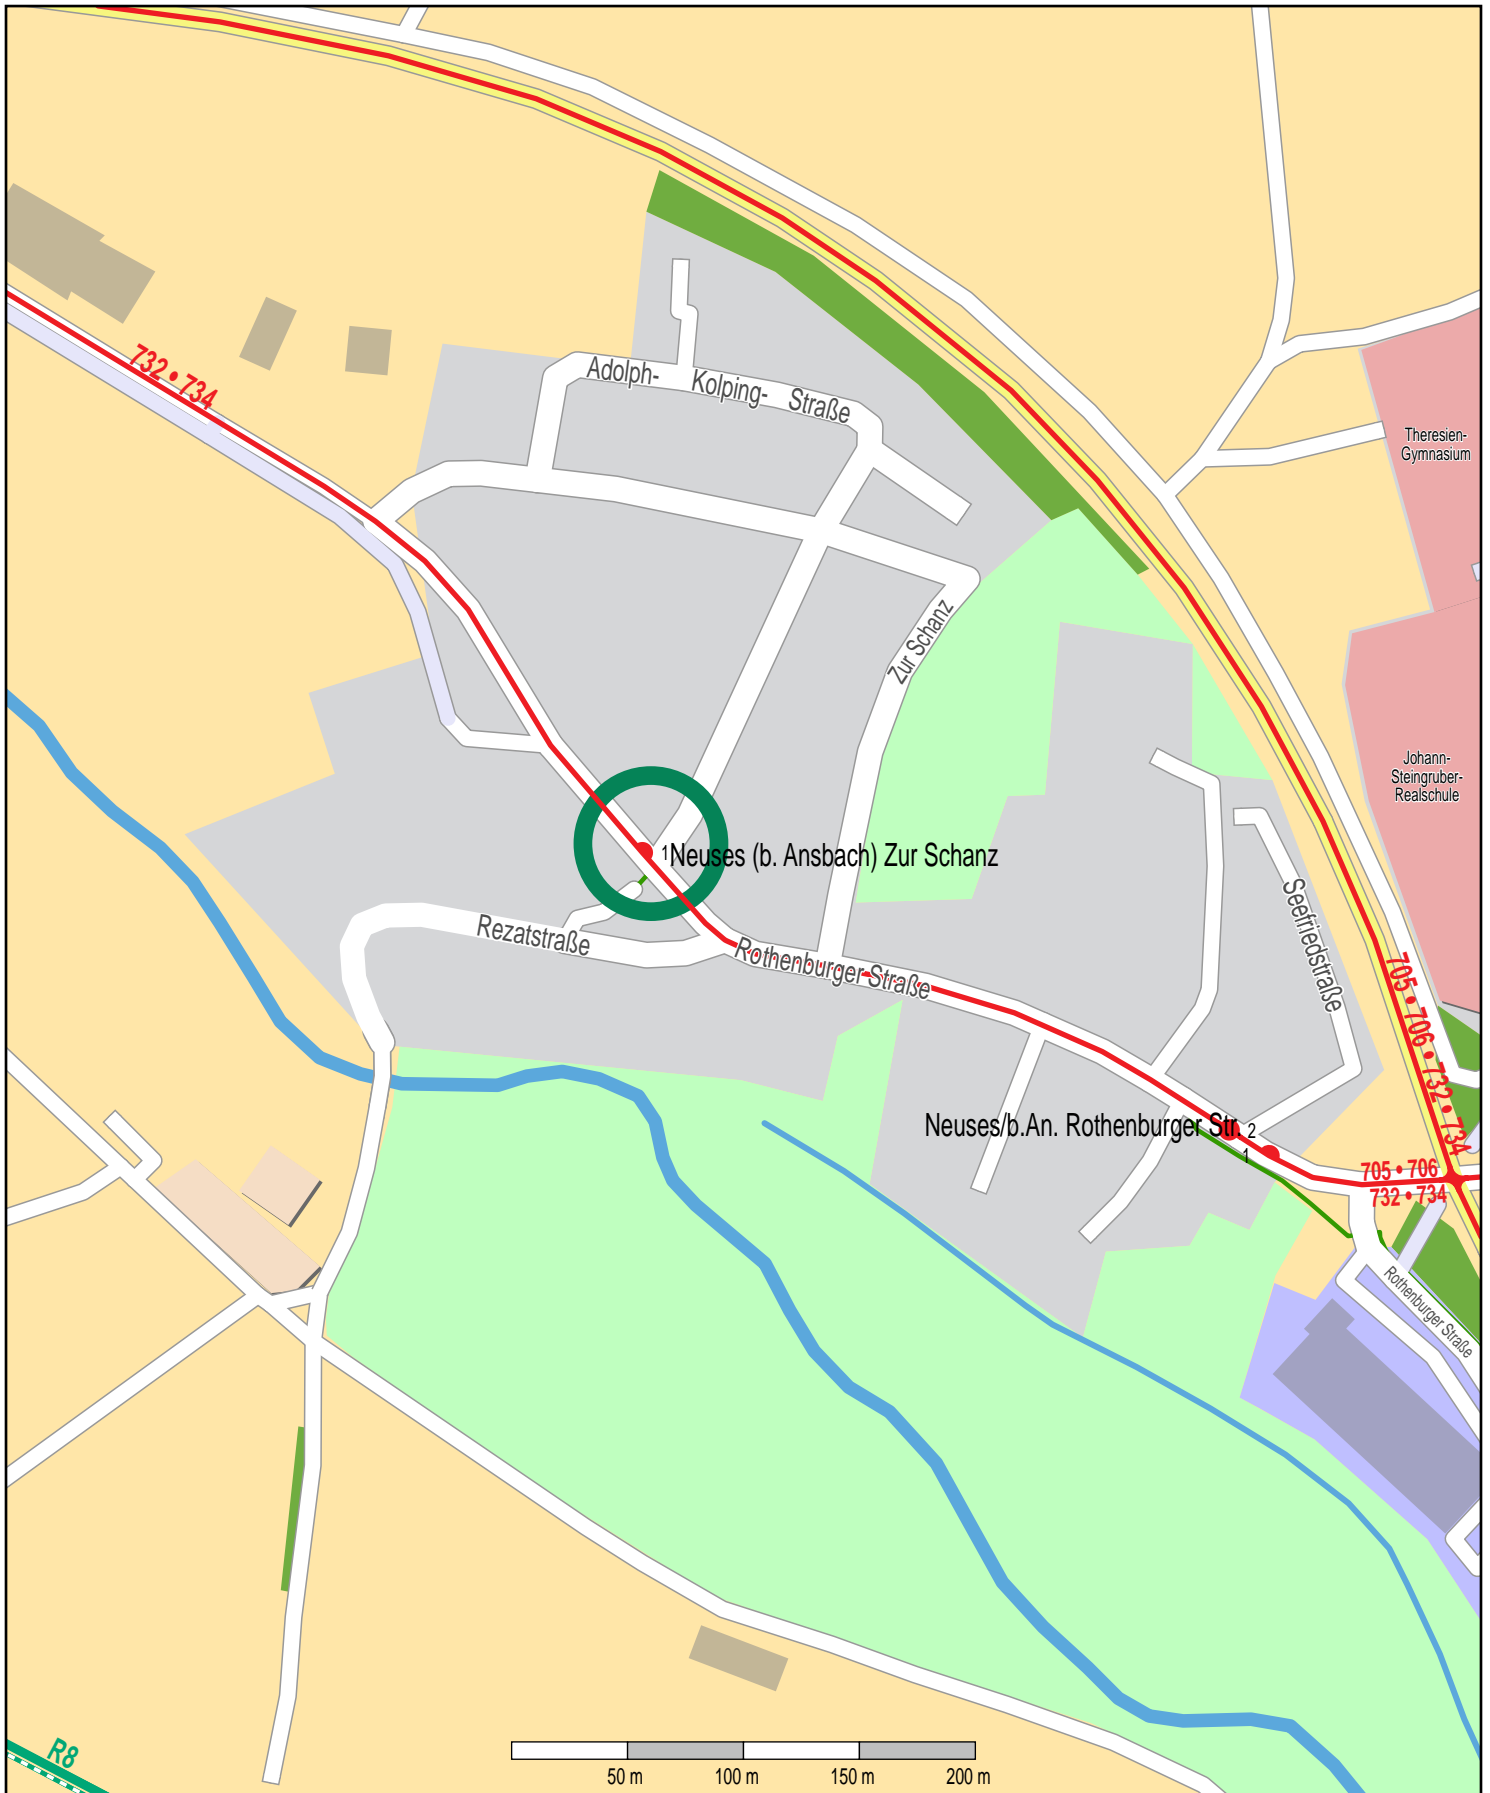 732 • 734
Adolph- Kolping- Straße
Theresien-
Gymnasium
Zur Schanz
Johann-
Steingruber-
Realschule
1 Neuses (b. Ansbach) Zur Schanz
Seefriedstraße
Rezatstraße
Rothenburger Straße
705 • 706 • 732 • 734
Neuses/b.An. Rothenburger Str. 2
1
705 • 706
732 • 734
Rothenburger Straße
R8
50 m 100 m 150 m 200 m